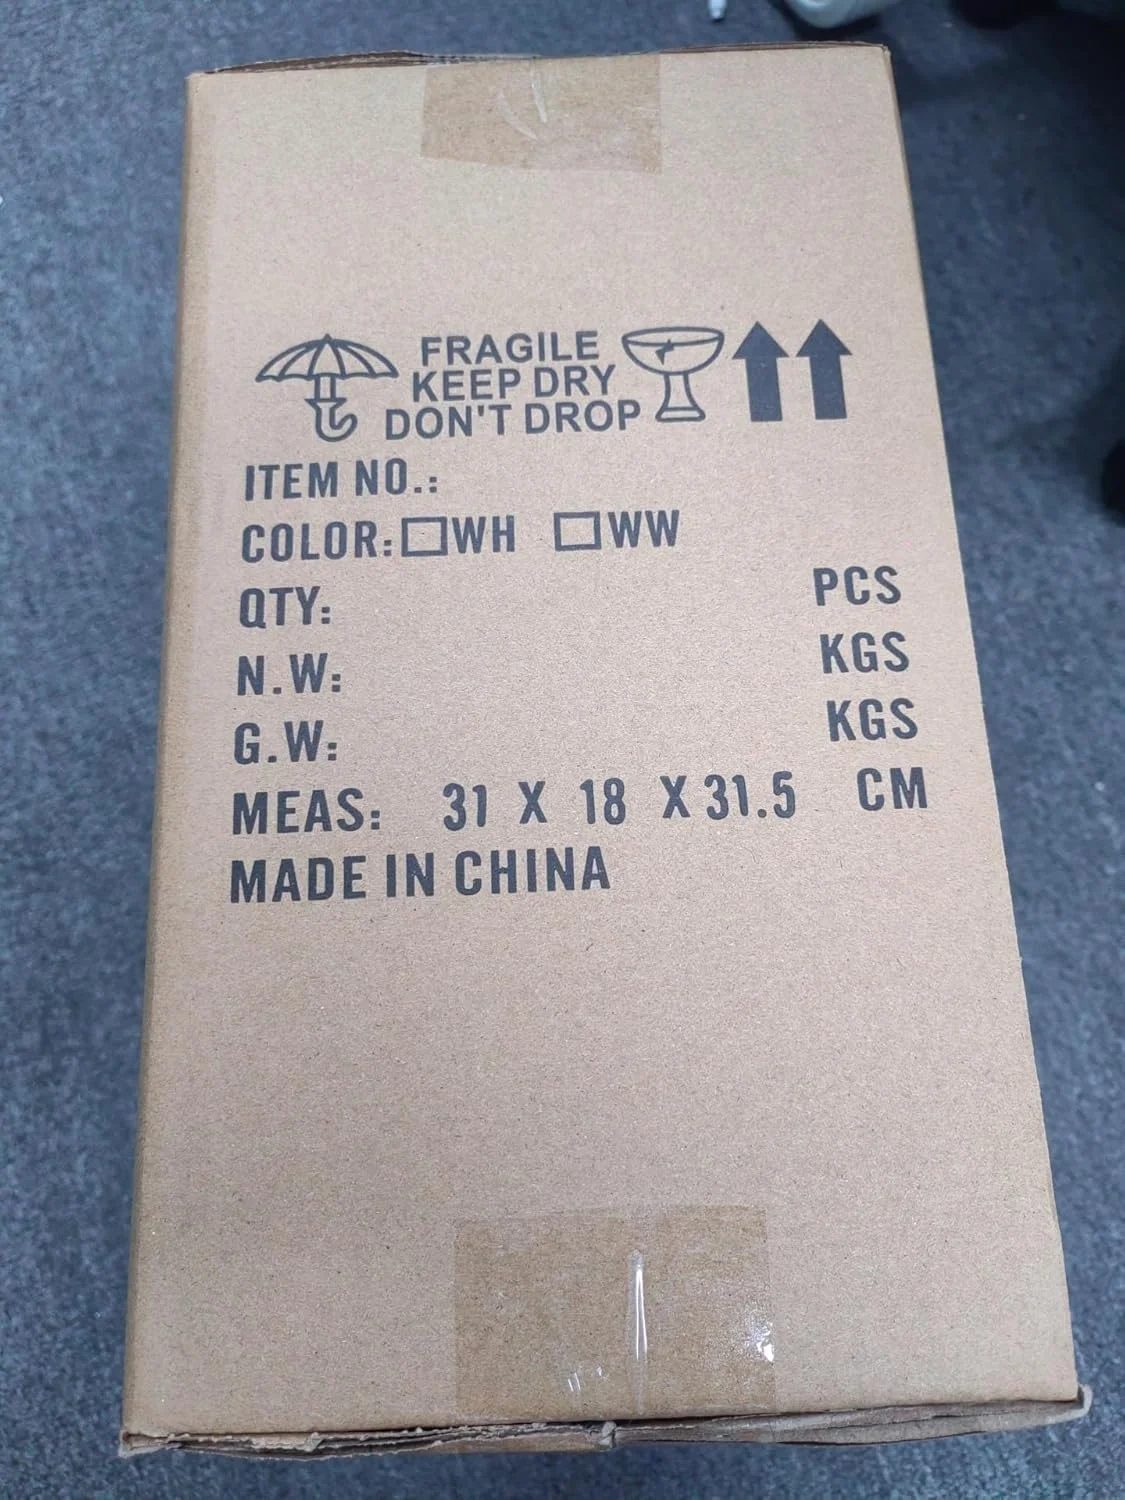 FRAGILE
KEEP DRY
DON'T DROP
ITEM NO.:
COLOR: WH WW
QTY: PCS
N.W: KGS
G.W: KGS
MEAS: 31 X 18 X 31.5 CM
MADE IN CHINA